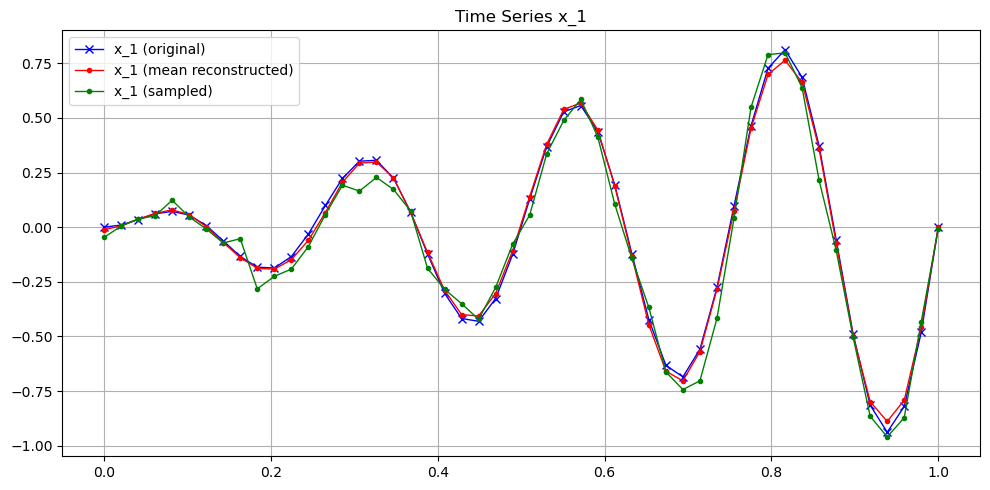 Time Series x_1
x_1 (original)
x_1 (mean reconstructed)
x_1 (sampled)
0.75
0.50
0.25
0.00
−0.25
−0.50
−0.75
−1.00
0.0 0.2 0.4 0.6 0.8 1.0